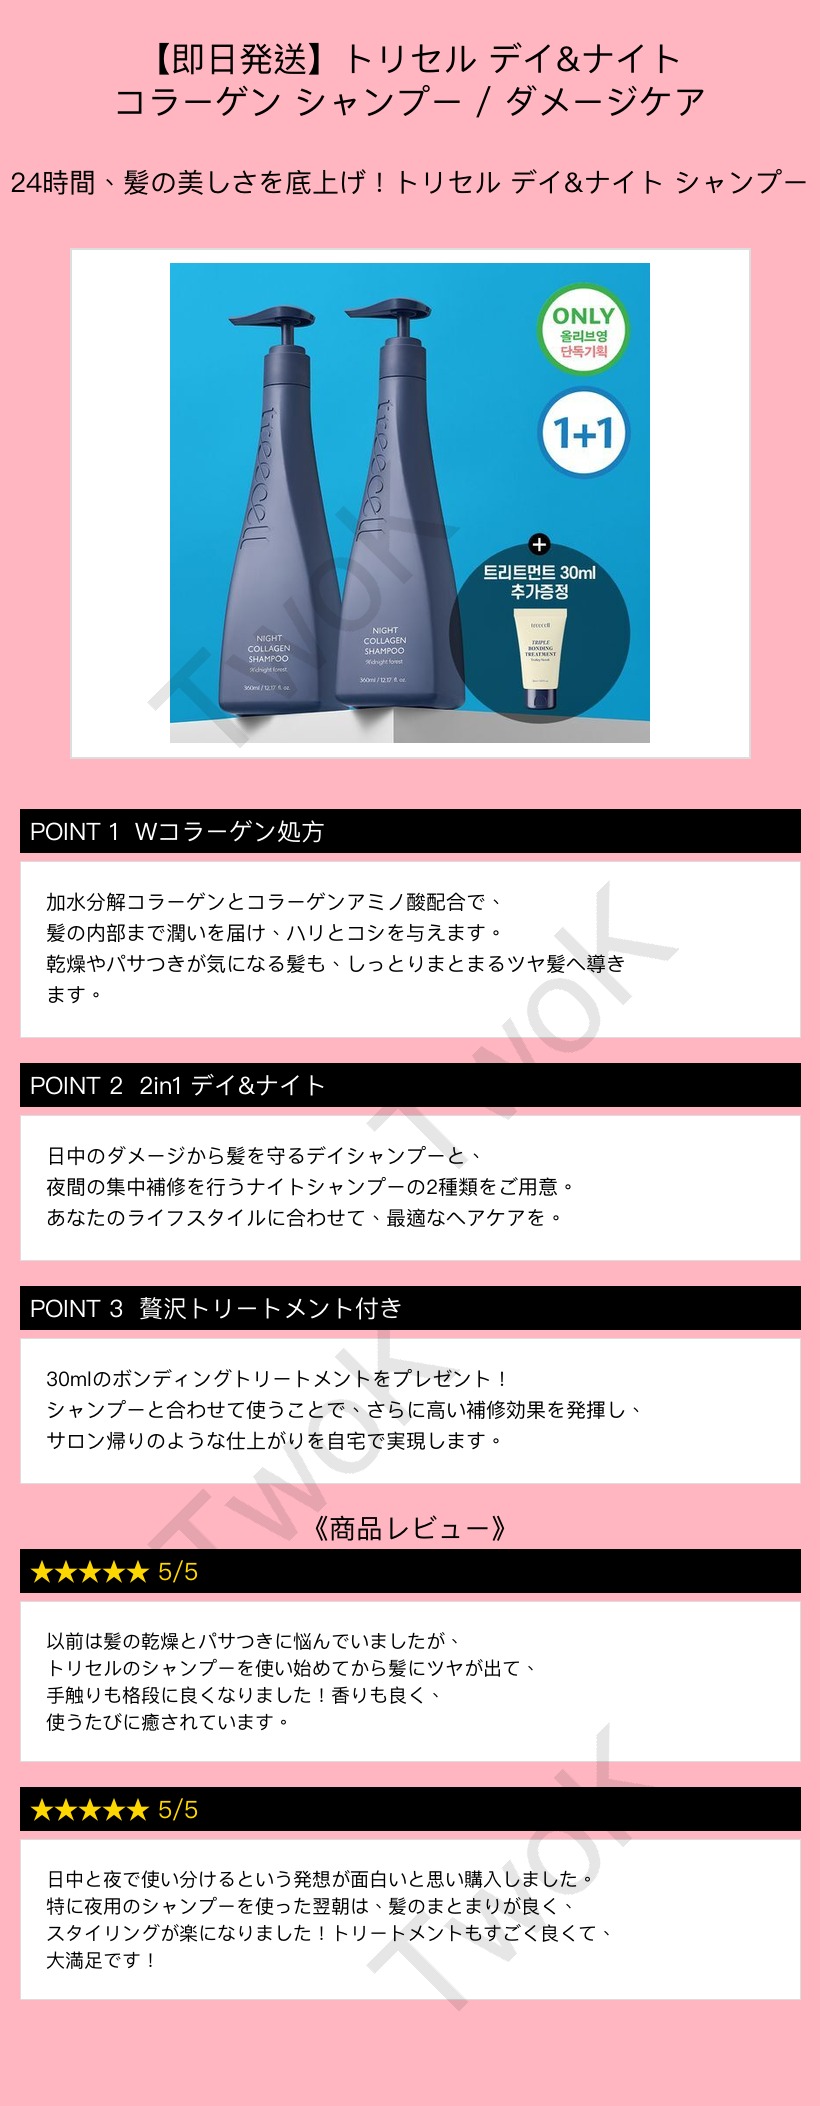 【即日発送】トリセル デイ&ナイト
コラーゲン シャンプー / ダメージケア
24時間、髪の美しさを底上げ！トリセル デイ&ナイト シャンプー
ONLY
올리브영
단독기획
1+1
treecell
treecell
NIGHT
COLLAGEN
SHAMPOO
Midnight forest
360ml / 12.17 fl. oz.
NIGHT
COLLAGEN
SHAMPOO
Midnight forest
360ml / 12.17 fl. oz.
+
트리트먼트 30ml
추가증정
treecell
TRIPLE
BONDING
TREATMENT
TwoK
POINT 1 Wコラーゲン処方
加水分解コラーゲンとコラーゲンアミノ酸配合で、
髪の内部まで潤いを届け、ハリとコシを与えます。
乾燥やパサつきが気になる髪も、しっとりまとまるツヤ髪へ導き
ます。
TwoK
POINT 2 2in1 デイ&ナイト
日中のダメージから髪を守るデイシャンプーと、
夜間の集中補修を行うナイトシャンプーの2種類をご用意。
あなたのライフスタイルに合わせて、最適なヘアケアを。
POINT 3 贅沢トリートメント付き
30mlのボンディングトリートメントをプレゼント！
シャンプーと合わせて使うことで、さらに高い補修効果を発揮し、
サロン帰りのような仕上がりを自宅で実現します。
TwoK
《商品レビュー》
★★★★★ 5/5
以前は髪の乾燥とパサつきに悩んでいましたが、
トリセルのシャンプーを使い始めてから髪にツヤが出て、
手触りも格段に良くなりました！香りも良く、
使うたびに癒されています。
★★★★★ 5/5
日中と夜で使い分けるという発想が面白いと思い購入しました。
特に夜用のシャンプーを使った翌朝は、髪のまとまりが良く、
スタイリングが楽になりました！トリートメントもすごく良くて、
大満足です！
TwoK